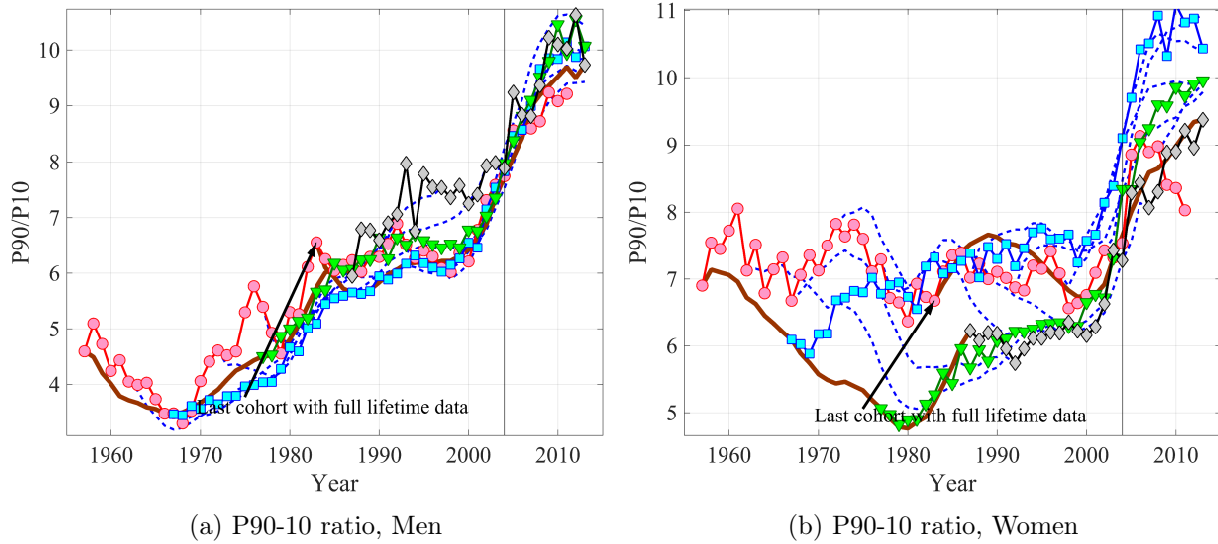 P90/P10
10
9
8
7
6
5
4
Last cohort with full lifetime data
1960 1970 1980 1990 2000 2010
Year
(a) P90-10 ratio, Men
P90/P10
11
10
9
8
7
6
5
Last cohort with full lifetime data
1960 1970 1980 1990 2000 2010
Year
(b) P90-10 ratio, Women